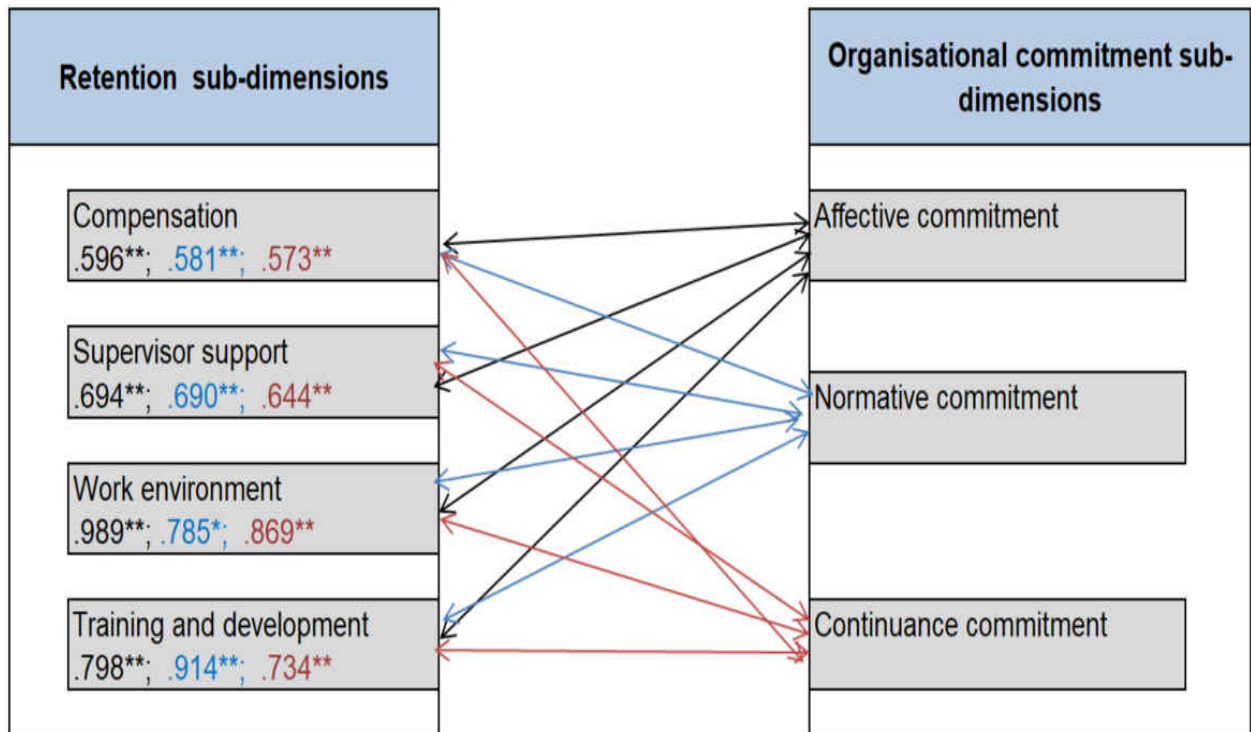 Retention sub-dimensions
Compensation
.596**; .581**; .573**
Supervisor support
.694**; .690**; .644**
Work environment
.989**; .785*; .869**
Training and development
.798**; .914**; .734**
Organisational commitment sub-
dimensions
Affective commitment
Normative commitment
Continuance commitment